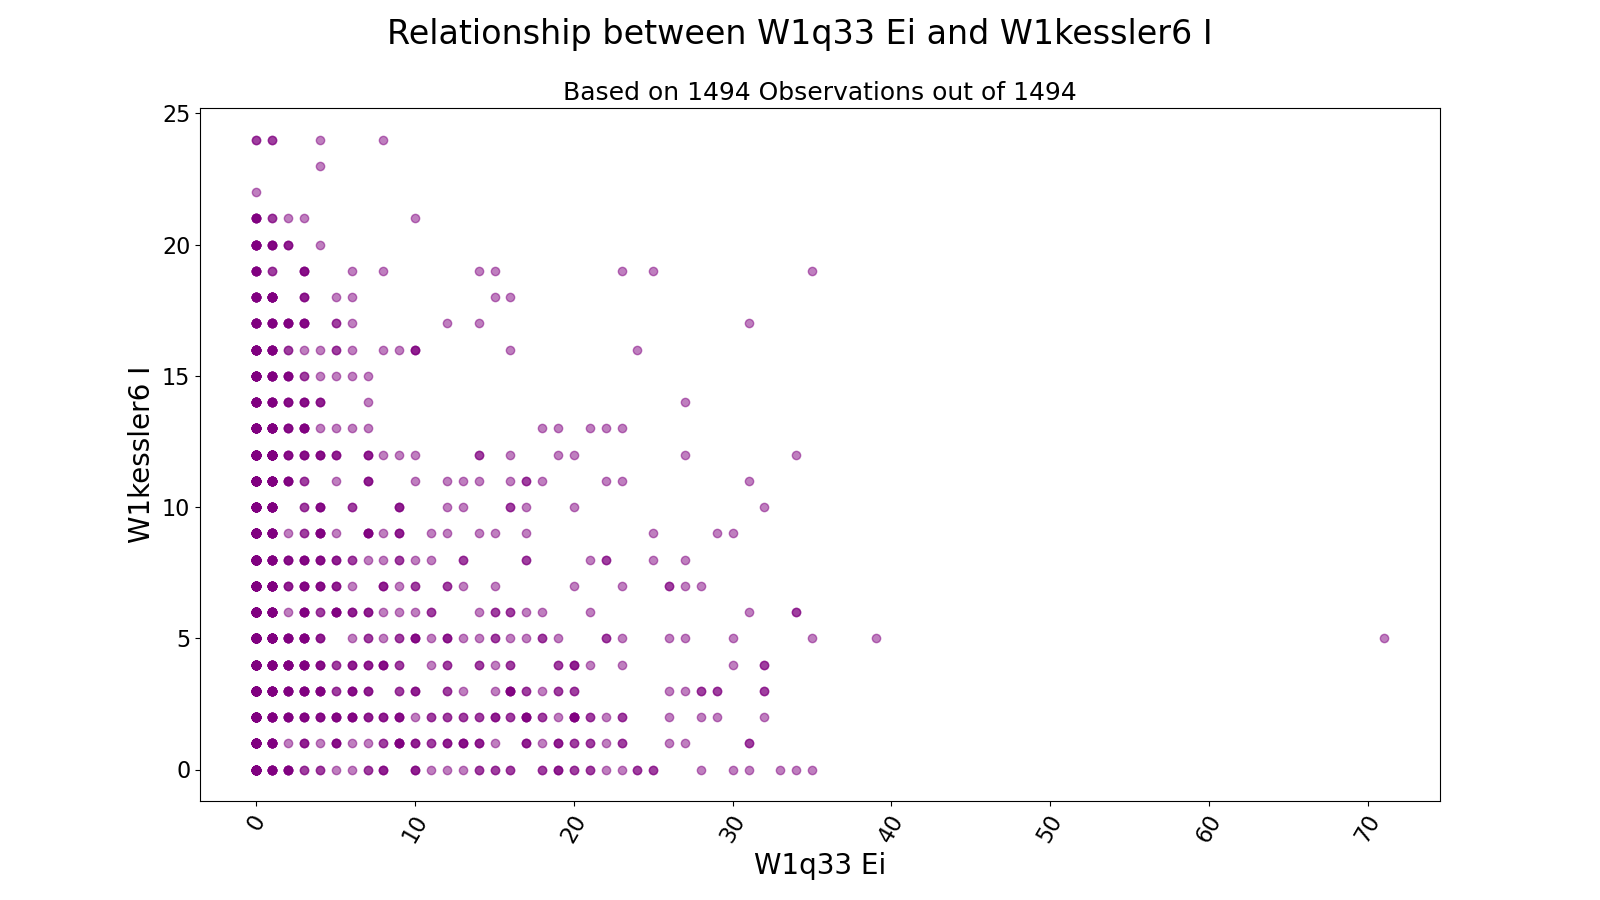 Relationship between W1q33 Ei and W1kessler6 I
Based on 1494 Observations out of 1494
25
20
15
10
5
0
W1kessler6 I
0 10 20 30 40 50 60 70
W1q33 Ei